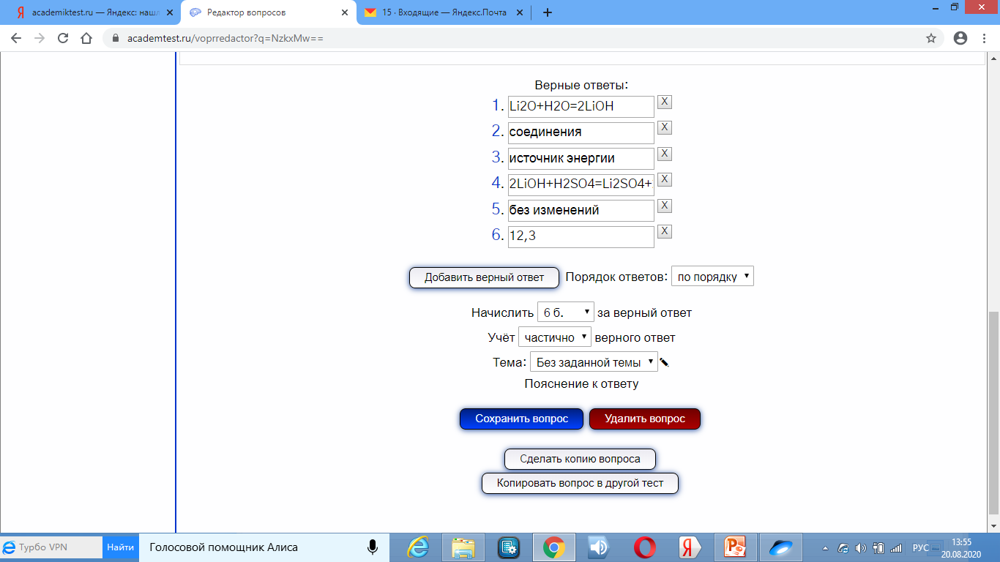 academiktest.ru — Яндекс: нашл
Редактор вопросов
15 · Входящие — Яндекс.Почта
academtest.ru/voprredactor?q=NzkxMw==
Верные ответы:
1. Li2O+H2O=2LiOH X
2. соединения X
3. источник энергии X
4. 2LiOH+H2SO4=Li2SO4+ X
5. без изменений X
6. 12,3 X
Добавить верный ответ Порядок ответов: по порядку
Начислить 6 б. за верный ответ
Учёт частично верного ответ
Тема: Без заданной темы
Пояснение к ответу
Сохранить вопрос Удалить вопрос
Сделать копию вопроса
Копировать вопрос в другой тест
Турбо VPN Найти Голосовой помощник Алиса РУС 13:55
20.08.2020